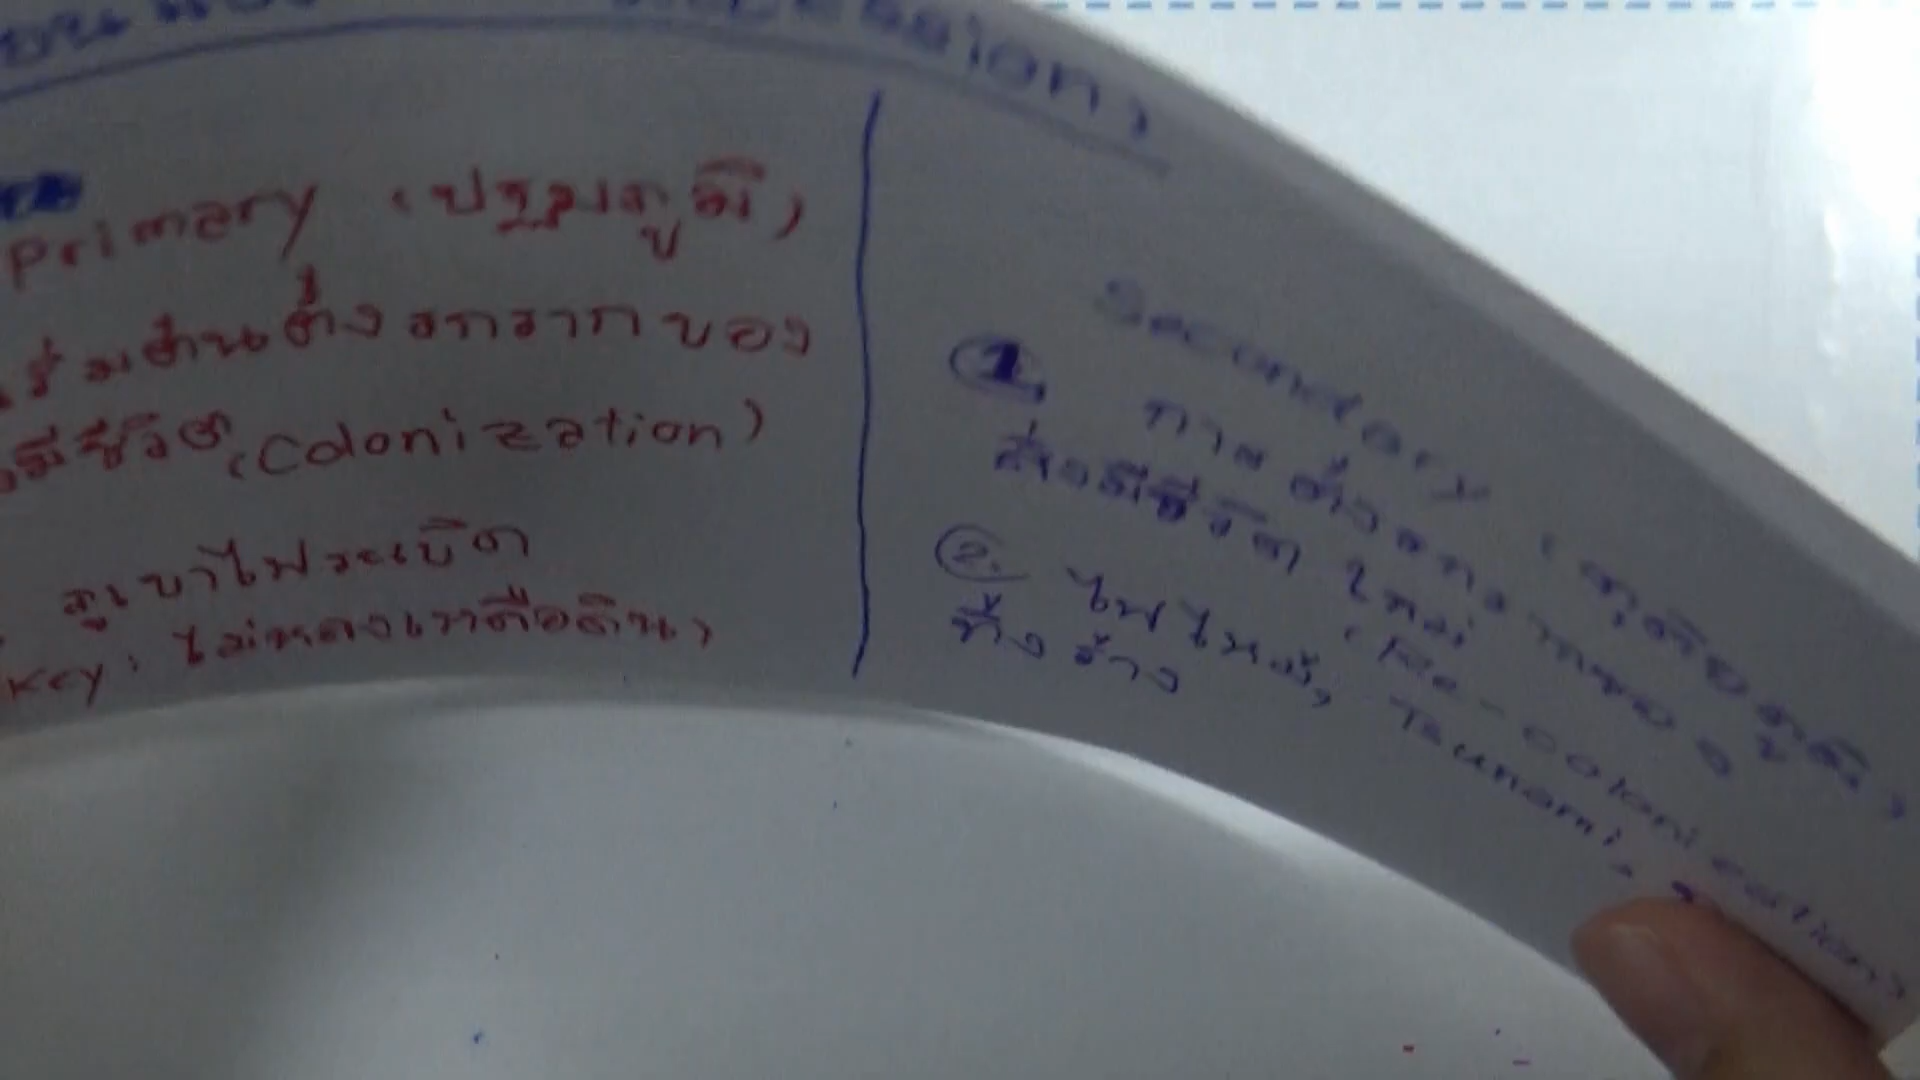 Primary (ปฐมภูมิ)
เริ่มต้นตั้งรกรากของ
มีชีวิต (Colonization)
ภูเขาไฟระเบิด
Key: ไม่หลงเหลือดิน)
Secondary (ทุติยภูมิ)
1. การตั้งรกรากของ
สิ่งมีชีวิตใหม่ (Re-colonization)
2. ไฟไหม้, Tsunami,
ทิ้งร้าง